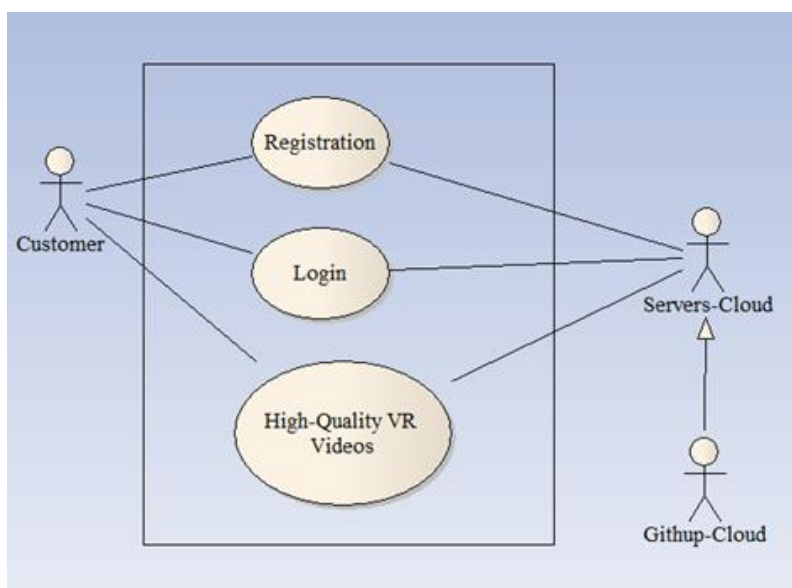 Registration
Customer
Login
Servers-Cloud
High-Quality VR
Videos
Githup-Cloud